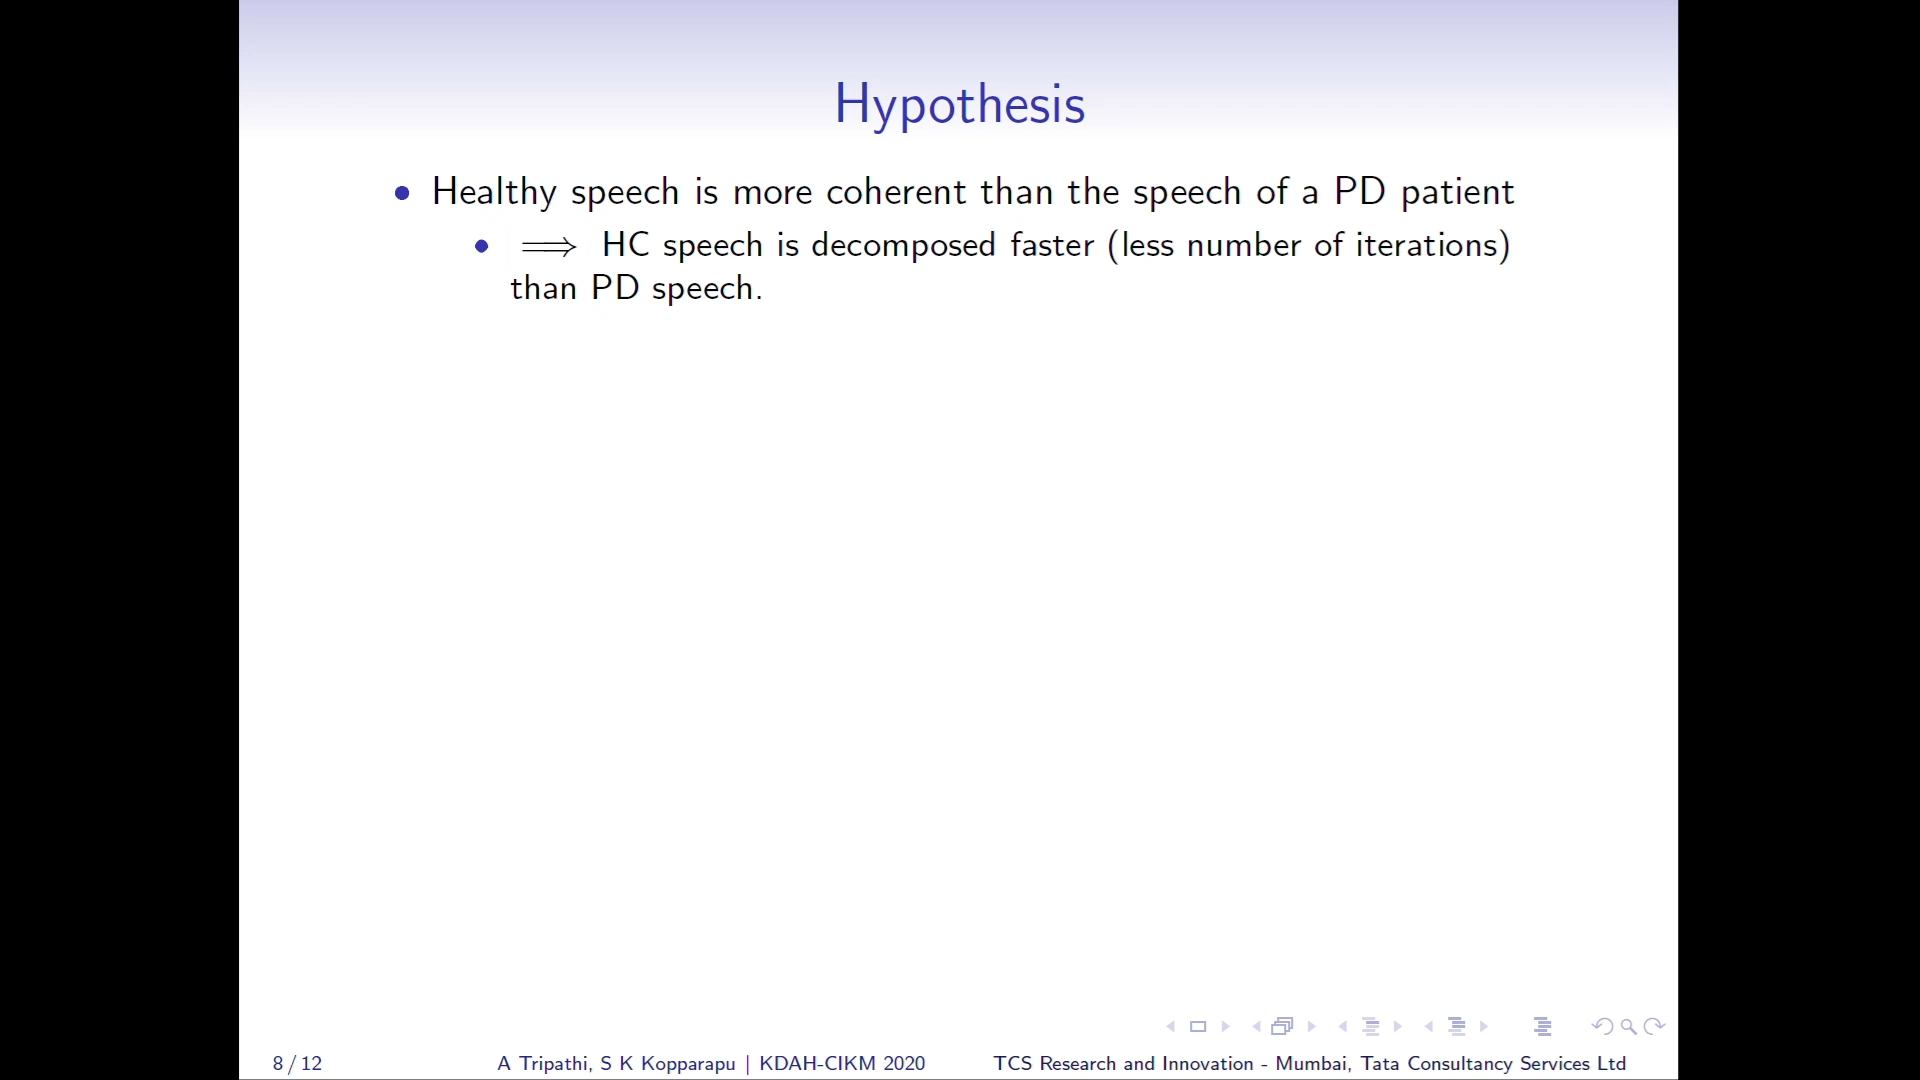 Hypothesis
• Healthy speech is more coherent than the speech of a PD patient
• ⟹ HC speech is decomposed faster (less number of iterations)
than PD speech.
8 / 12 A Tripathi, S K Kopparapu | KDAH-CIKM 2020 TCS Research and Innovation - Mumbai, Tata Consultancy Services Ltd